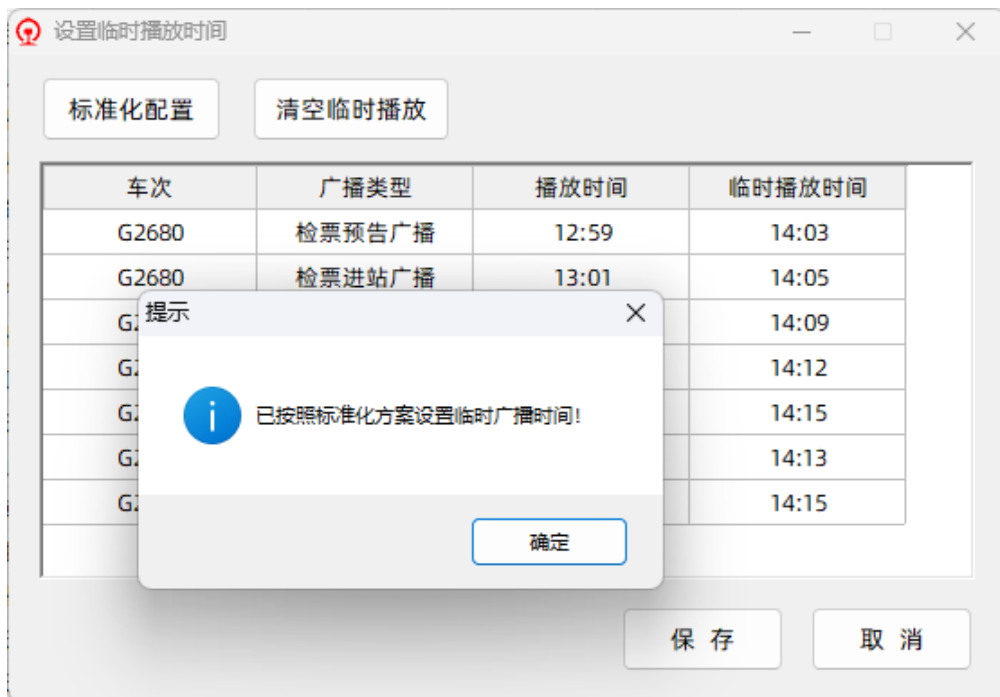 设置临时播放时间
标准化配置 清空临时播放
车次 广播类型 播放时间 临时播放时间
G2680 检票预告广播 12:59 14:03
G2680 检票进站广播 13:01 14:05
提示
14:09
14:12
已按照标准化方案设置临时广播时间!
14:15
14:13
14:15
确定
保 存 取 消